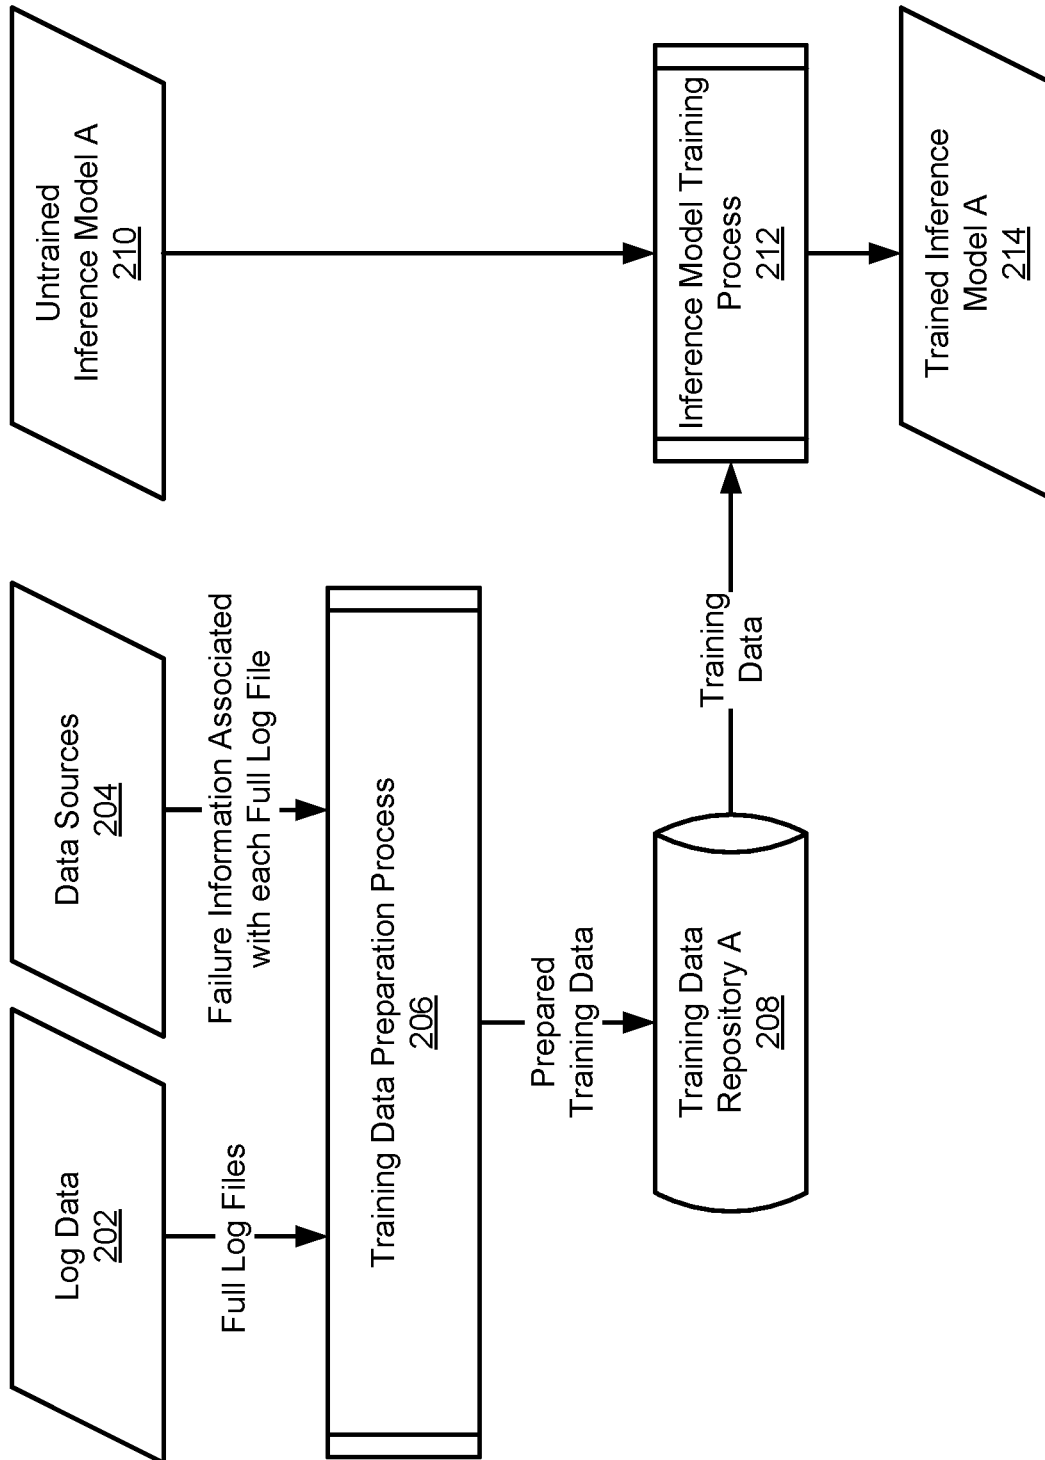 Log Data
202
Data Sources
204
Untrained
Inference Model A
210
Full Log Files
Failure Information Associated
with each Full Log File
Training Data Preparation Process
206
Prepared
Training Data
Training Data
Repository A
208
Training
Data
Inference Model Training
Process
212
Trained Inference
Model A
214